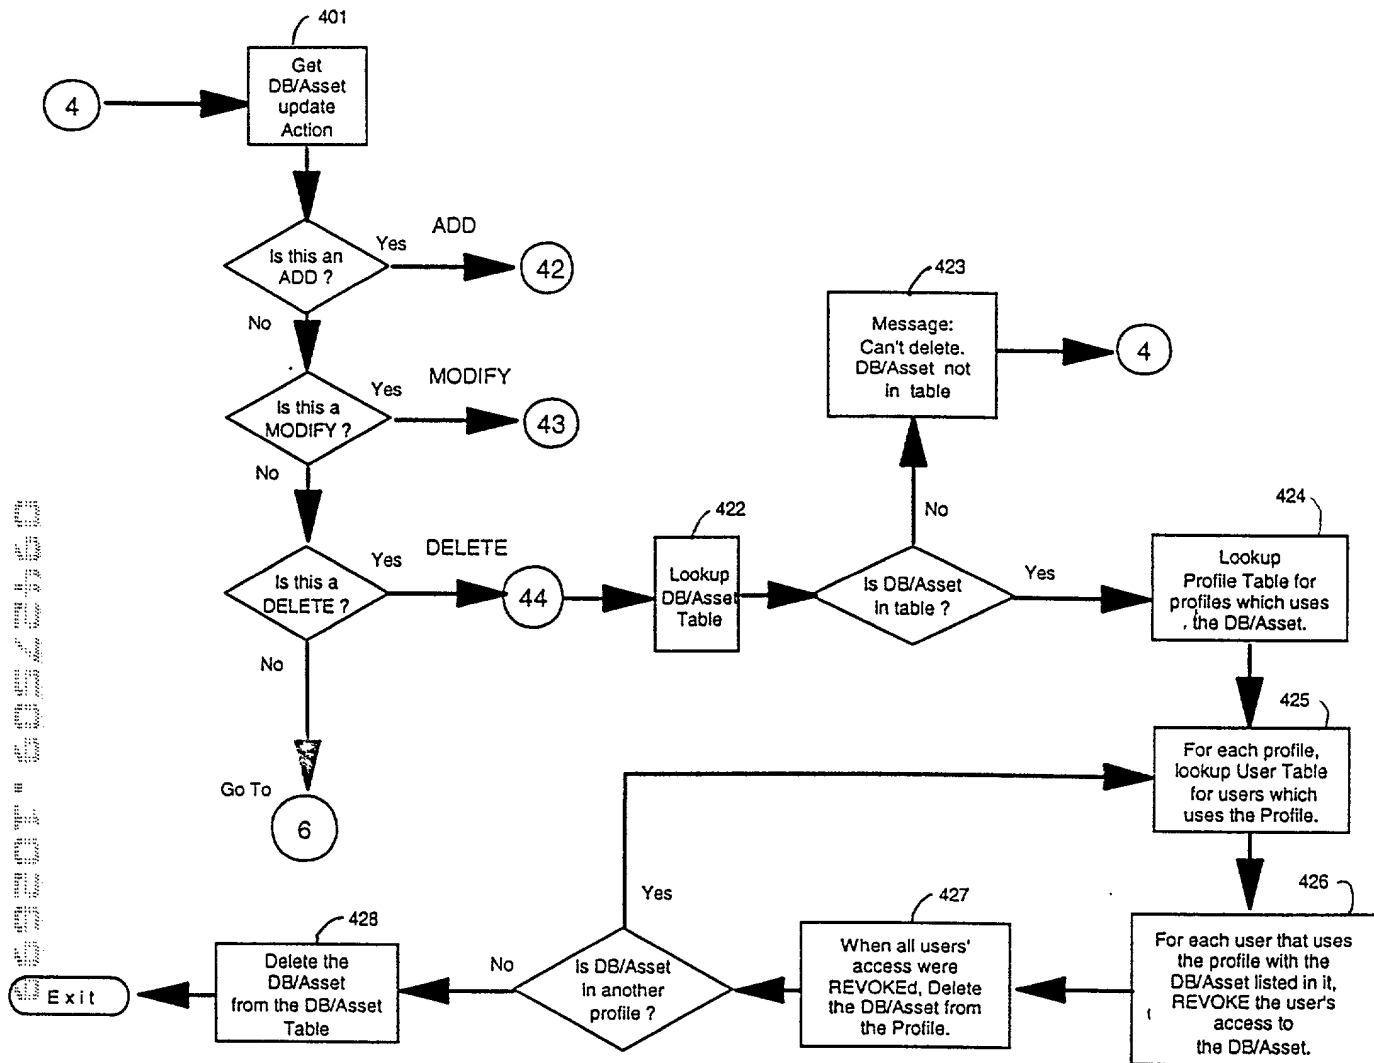 401
Get
DB/Asset
update
Action
4
Is this an
ADD ?
Yes
ADD
42
No
Is this a
MODIFY ?
Yes
MODIFY
43
No
Is this a
DELETE ?
Yes
DELETE
44
No
Go To
6
422
Lookup
DB/Asset
Table
Is DB/Asset
in table ?
No
423
Message:
Can't delete.
DB/Asset not
in table
4
Yes
424
Lookup
Profile Table for
profiles which uses
the DB/Asset.
425
For each profile,
lookup User Table
for users which
uses the Profile.
426
For each user that uses
the profile with the
DB/Asset listed in it,
REVOKE the user's
access to
the DB/Asset.
427
When all users'
access were
REVOKEd, Delete
the DB/Asset from
the Profile.
Is DB/Asset
in another
profile ?
Yes
No
428
Delete the
DB/Asset
from the DB/Asset
Table
Exit